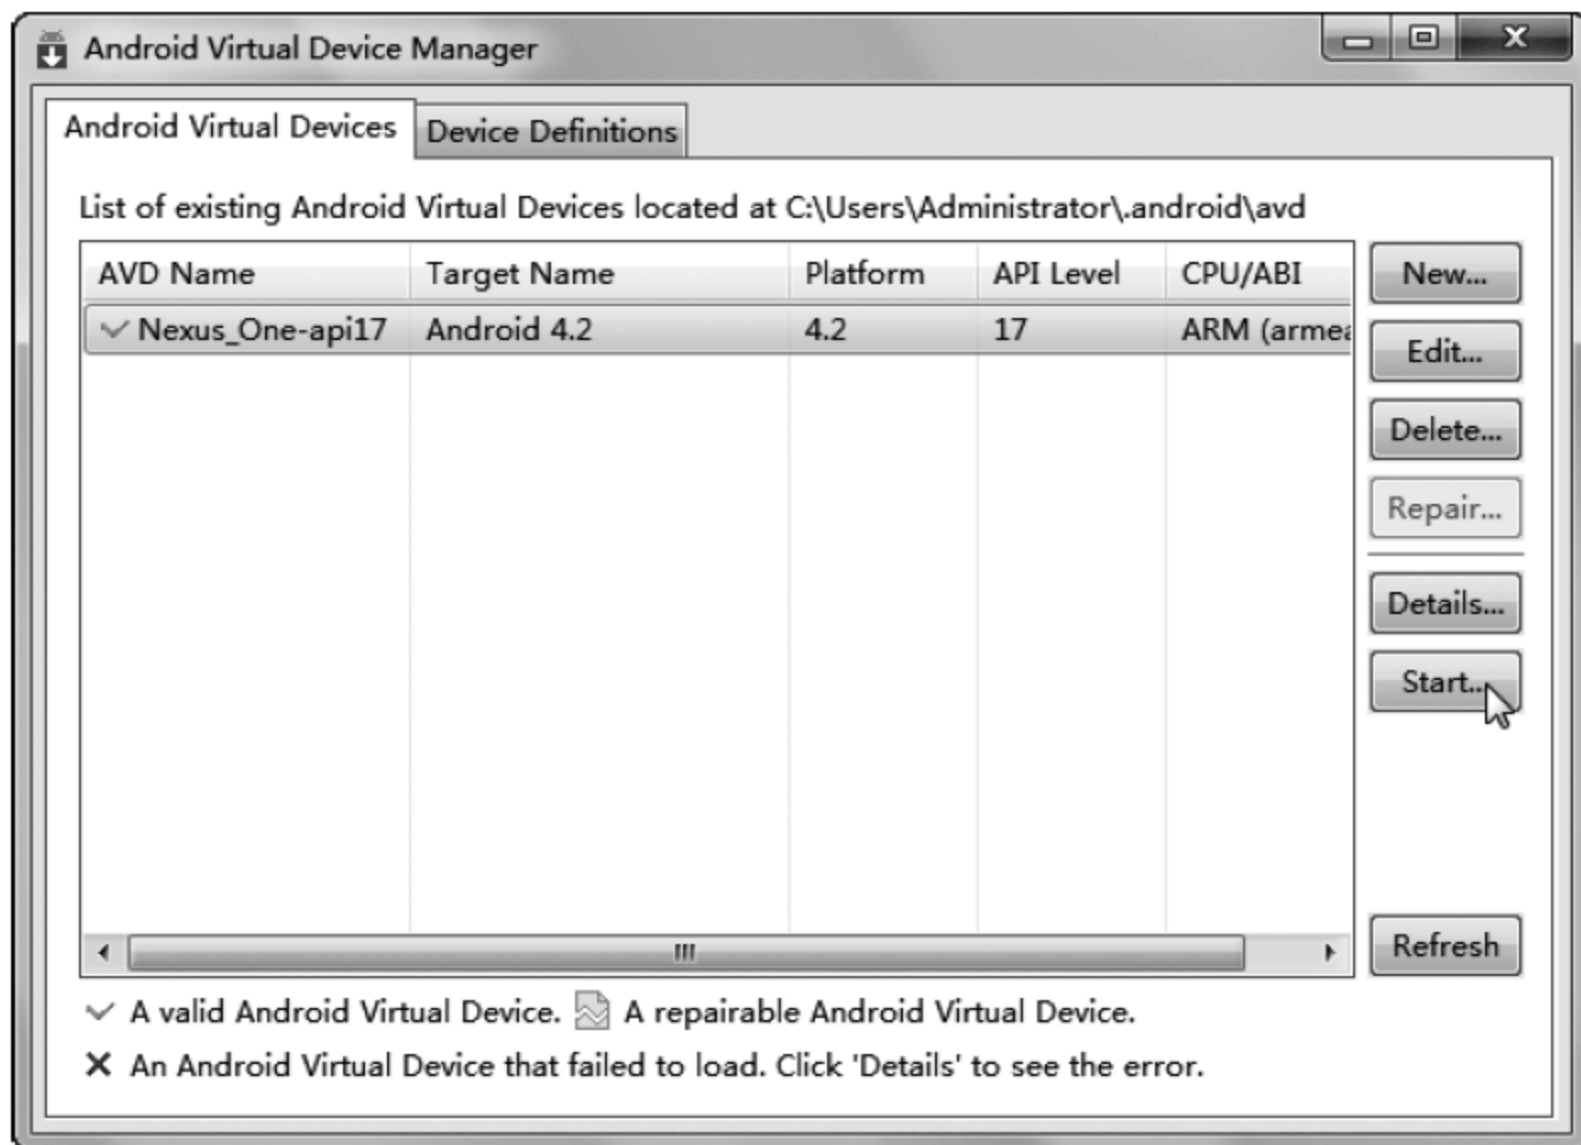 Android Virtual Device Manager
Android Virtual Devices
Device Definitions
List of existing Android Virtual Devices located at C:\Users\Administrator\.android\avd
AVD Name Target Name Platform API Level CPU/ABI
Nexus_One-api17 Android 4.2 4.2 17 ARM (armea
New...
Edit...
Delete...
Repair...
Details...
Start...
Refresh
A valid Android Virtual Device. A repairable Android Virtual Device.
An Android Virtual Device that failed to load. Click 'Details' to see the error.